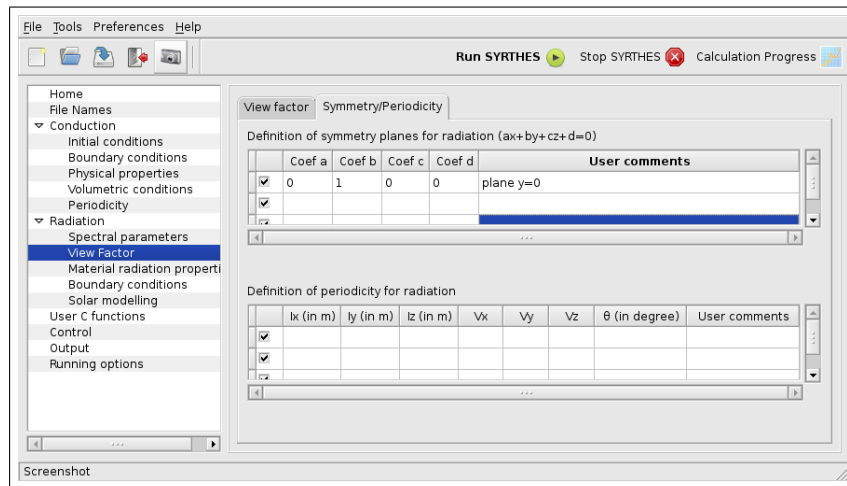 File Tools Preferences Help
Run SYRTHES Stop SYRTHES Calculation Progress
Home
File Names
Conduction
Initial conditions
Boundary conditions
Physical properties
Volumetric conditions
Periodicity
Radiation
Spectral parameters
View Factor
Material radiation properti
Boundary conditions
Solar modelling
User C functions
Control
Output
Running options
View factor Symmetry/Periodicity
Definition of symmetry planes for radiation (ax+by+cz+d=0)
Coef a Coef b Coef c Coef d User comments
0 1 0 0 plane y=0
Definition of periodicity for radiation
Ix (in m) Iy (in m) Iz (in m) Vx Vy Vz θ (in degree) User comments
Screenshot